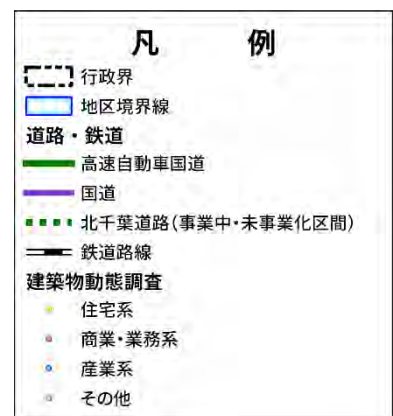 凡 例
行政界
地区境界線
道路・鉄道
高速自動車国道
国道
北千葉道路(事業中・未事業化区間)
鉄道路線
建築物動態調査
住宅系
商業・業務系
産業系
その他